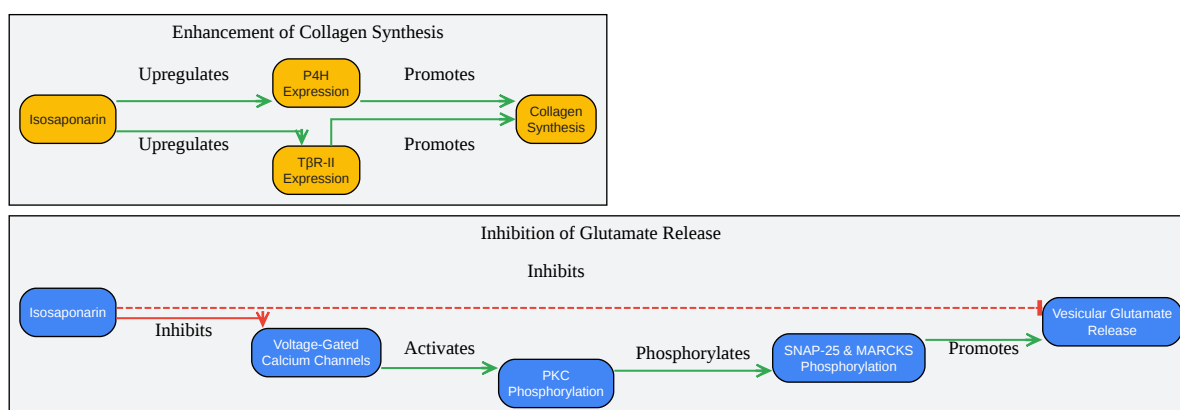 Enhancement of Collagen Synthesis
Upregulates
P4H
Expression
Promotes
Isosaponarin
Collagen
Synthesis
Upregulates
TβR-II
Expression
Promotes
Inhibition of Glutamate Release
Inhibits
Isosaponarin
Inhibits
Voltage-Gated
Calcium Channels
Activates
PKC
Phosphorylation
Phosphorylates
SNAP-25 & MARCKS
Phosphorylation
Promotes
Vesicular Glutamate
Release